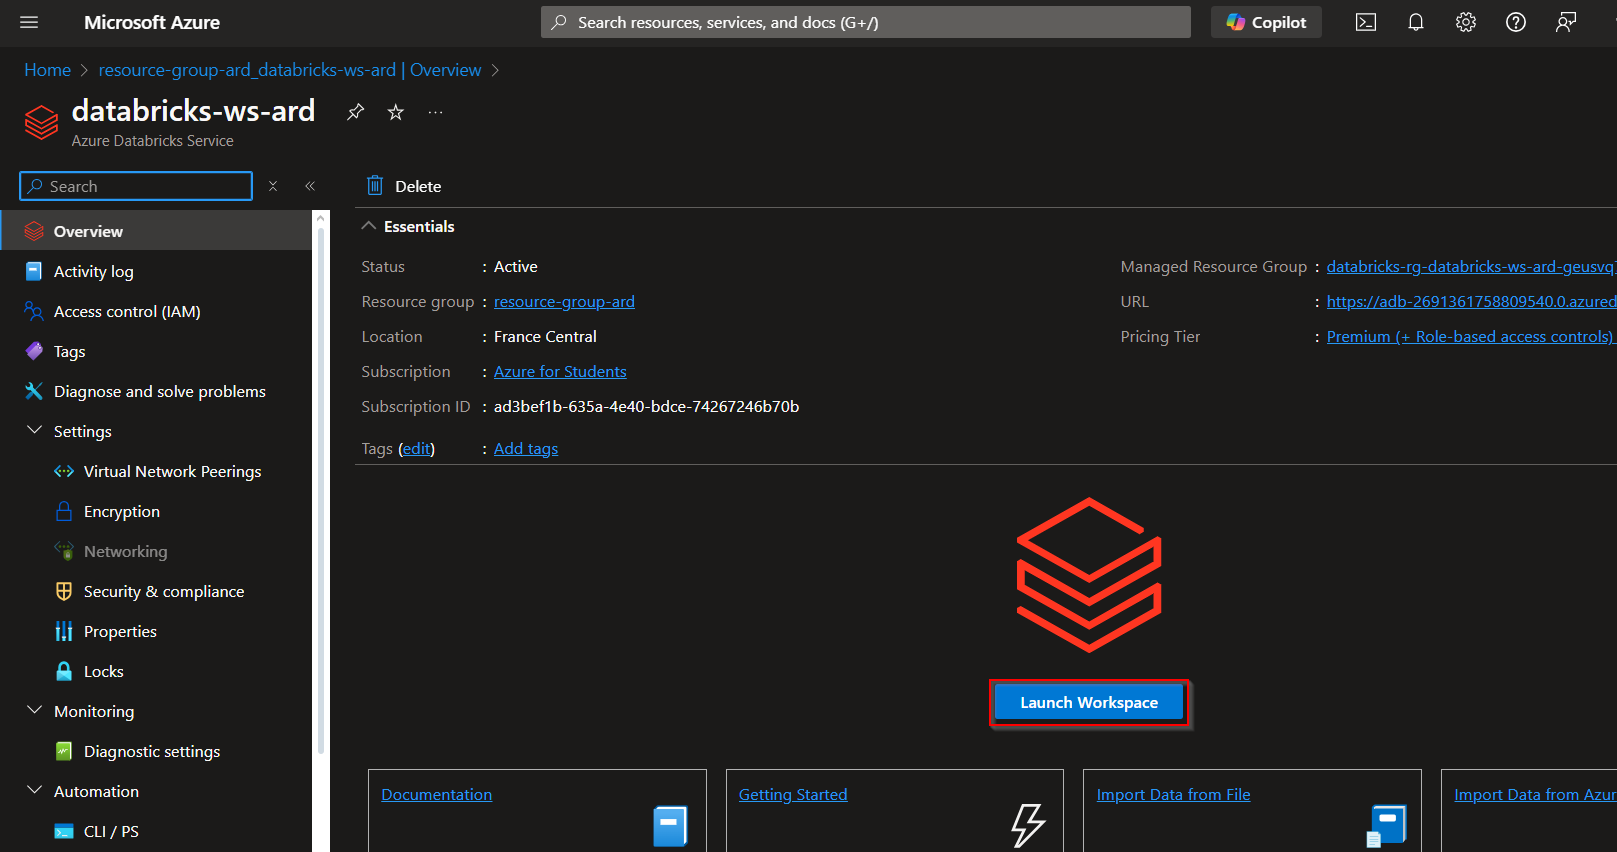 Microsoft Azure
Search resources, services, and docs (G+/)
Copilot
Home > resource-group-ard_databricks-ws-ard | Overview >
databricks-ws-ard
Azure Databricks Service
Search
Delete
Overview
Activity log
Access control (IAM)
Tags
Diagnose and solve problems
Settings
Virtual Network Peerings
Encryption
Networking
Security & compliance
Properties
Locks
Monitoring
Diagnostic settings
Automation
CLI / PS
Essentials
Status : Active
Resource group : resource-group-ard
Location : France Central
Subscription : Azure for Students
Subscription ID : ad3bef1b-635a-4e40-bdce-74267246b70b
Tags (edit) : Add tags
Managed Resource Group : databricks-rg-databricks-ws-ard-geusvq
URL : https://adb-2691361758809540.0.azured
Pricing Tier : Premium (+ Role-based access controls)
Launch Workspace
Documentation
Getting Started
Import Data from File
Import Data from Azur